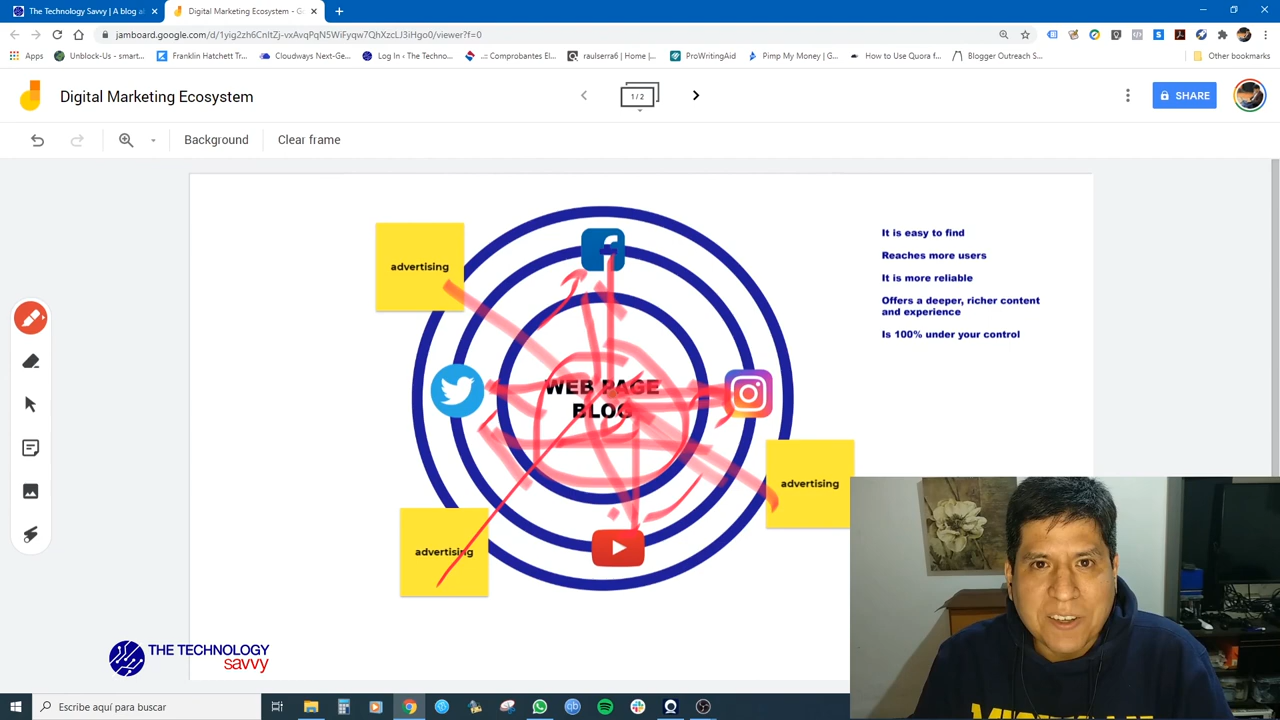 The Technology Savvy | A blog al
Digital Marketing Ecosystem - G
jamboard.google.com/d/1yig2zh6CnItZj-vxAvqPqN5WiFyqw7QhXzcLJ3iHgo0/viewer?f=0
Apps
Unblock-Us - smart
Franklin Hatchett Tr...
Cloudways Next-Ge...
Log In ‹ The Techno...
.::: Comprobantes El...
raulserra6 | Home |...
ProWritingAid
Pimp My Money | G...
How to Use Quora f...
Blogger Outreach S...
Other bookmarks
Digital Marketing Ecosystem
1 / 2
SHARE
Background
Clear frame
advertising
It is easy to find
Reaches more users
It is more reliable
Offers a deeper, richer content
and experience
Is 100% under your control
WEB PAGE
BLOG
advertising
advertising
THE TECHNOLOGY
savvy
Escribe aquí para buscar